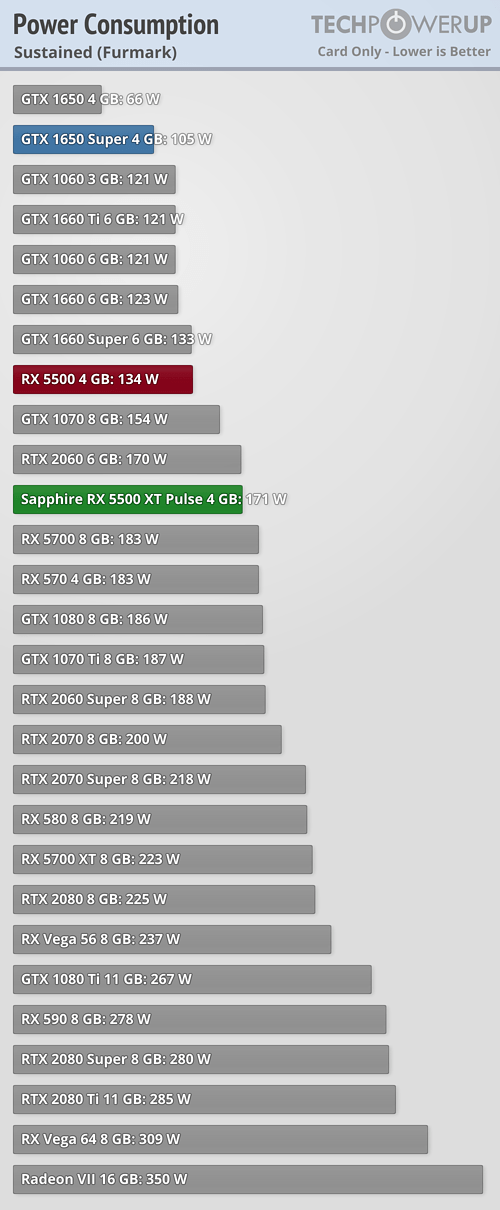 Power Consumption
TECHPOWERUP
Sustained (Furmark)
Card Only - Lower is Better
GTX 1650 4 GB: 66 W
GTX 1650 Super 4 GB: 105 W
GTX 1060 3 GB: 121 W
GTX 1660 Ti 6 GB: 121 W
GTX 1060 6 GB: 121 W
GTX 1660 6 GB: 123 W
GTX 1660 Super 6 GB: 133 W
RX 5500 4 GB: 134 W
GTX 1070 8 GB: 154 W
RTX 2060 6 GB: 170 W
Sapphire RX 5500 XT Pulse 4 GB: 171 W
RX 5700 8 GB: 183 W
RX 570 4 GB: 183 W
GTX 1080 8 GB: 186 W
GTX 1070 Ti 8 GB: 187 W
RTX 2060 Super 8 GB: 188 W
RTX 2070 8 GB: 200 W
RTX 2070 Super 8 GB: 218 W
RX 580 8 GB: 219 W
RX 5700 XT 8 GB: 223 W
RTX 2080 8 GB: 225 W
RX Vega 56 8 GB: 237 W
GTX 1080 Ti 11 GB: 267 W
RX 590 8 GB: 278 W
RTX 2080 Super 8 GB: 280 W
RTX 2080 Ti 11 GB: 285 W
RX Vega 64 8 GB: 309 W
Radeon VII 16 GB: 350 W